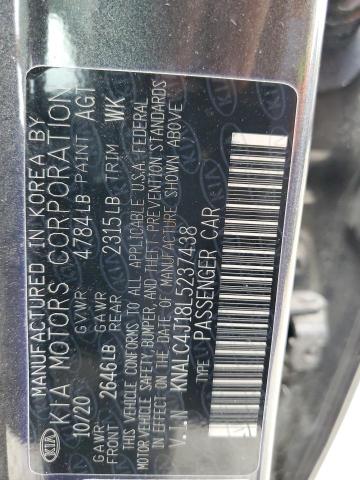 MANUFACTURED IN KOREA BY
KIA MOTORS CORPORATION
10/20 GVWR 4784LB PAINT AGT
GAWR FRONT 2646LB GAWR REAR 2315LB TRIM WK
THIS VEHICLE CONFORMS TO ALL APPLICABLE U.S.A. FEDERAL
MOTOR VEHICLE SAFETY, BUMPER, AND THEFT PREVENTION STANDARDS
IN EFFECT ON THE DATE OF MANUFACTURE SHOWN ABOVE
V.I.N KNALC4J18L5237438
TYPE PASSENGER CAR
KIA